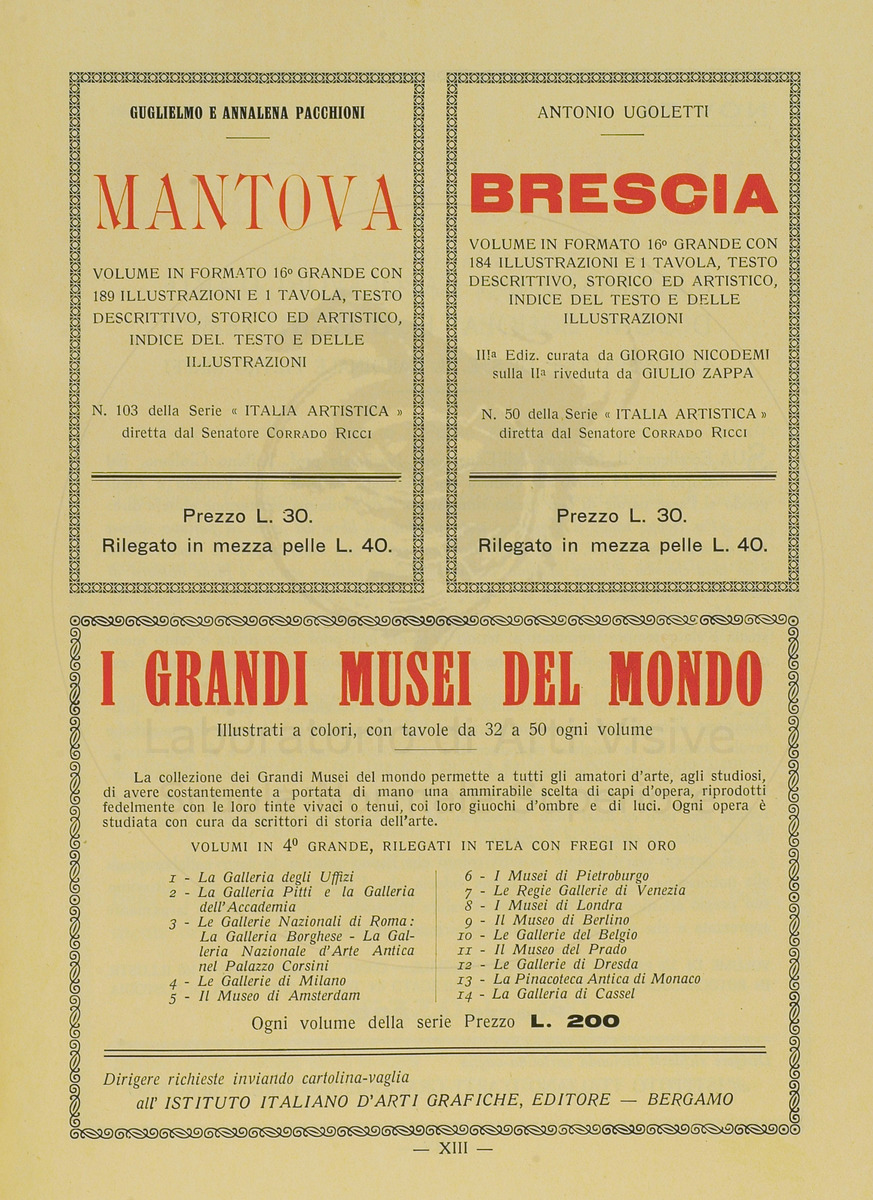 GUGLIELMO E ANNALENA PACCHIONI
MANTOVA
VOLUME IN FORMATO 16º GRANDE CON
189 ILLUSTRAZIONI E 1 TAVOLA, TESTO
DESCRITTIVO, STORICO ED ARTISTICO,
INDICE DEL TESTO E DELLE
ILLUSTRAZIONI
N. 103 della Serie « ITALIA ARTISTICA »
diretta dal Senatore CORRADO RICCI
Prezzo L. 30.
Rilegato in mezza pelle L. 40.
ANTONIO UGOLETTI
BRESCIA
VOLUME IN FORMATO 16º GRANDE CON
184 ILLUSTRAZIONI E 1 TAVOLA, TESTO
DESCRITTIVO, STORICO ED ARTISTICO,
INDICE DEL TESTO E DELLE
ILLUSTRAZIONI
IIIª Ediz. curata da GIORGIO NICODEMI
sulla IIª riveduta da GIULIO ZAPPA
N. 50 della Serie « ITALIA ARTISTICA »
diretta dal Senatore CORRADO RICCI
Prezzo L. 30.
Rilegato in mezza pelle L. 40.
I GRANDI MUSEI DEL MONDO
Illustrati a colori, con tavole da 32 a 50 ogni volume
Laboratorio di Arti Visive
La collezione dei Grandi Musei del mondo permette a tutti gli amatori d'arte, agli studiosi,
di avere costantemente a portata di mano una ammirabile scelta di capi d'opera, riprodotti
fedelmente con le loro tinte vivaci o tenui, coi loro giuochi d'ombre e di luci. Ogni opera è
studiata con cura da scrittori di storia dell'arte.
VOLUMI IN 4º GRANDE, RILEGATI IN TELA CON FREGI IN ORO
1 - La Galleria degli Uffizi
2 - La Galleria Pitti e la Galleria
dell'Accademia
3 - Le Gallerie Nazionali di Roma:
La Galleria Borghese - La Gal-
leria Nazionale d'Arte Antica
nel Palazzo Corsini
4 - Le Gallerie di Milano
5 - Il Museo di Amsterdam
6 - I Musei di Pietroburgo
7 - Le Regie Gallerie di Venezia
8 - I Musei di Londra
9 - Il Museo di Berlino
10 - Le Gallerie del Belgio
11 - Il Museo del Prado
12 - Le Gallerie di Dresda
13 - La Pinacoteca Antica di Monaco
14 - La Galleria di Cassel
Ogni volume della serie Prezzo L. 200
Dirigere richieste inviando cartolina-vaglia
all' ISTITUTO ITALIANO D'ARTI GRAFICHE, EDITORE — BERGAMO
— XIII —